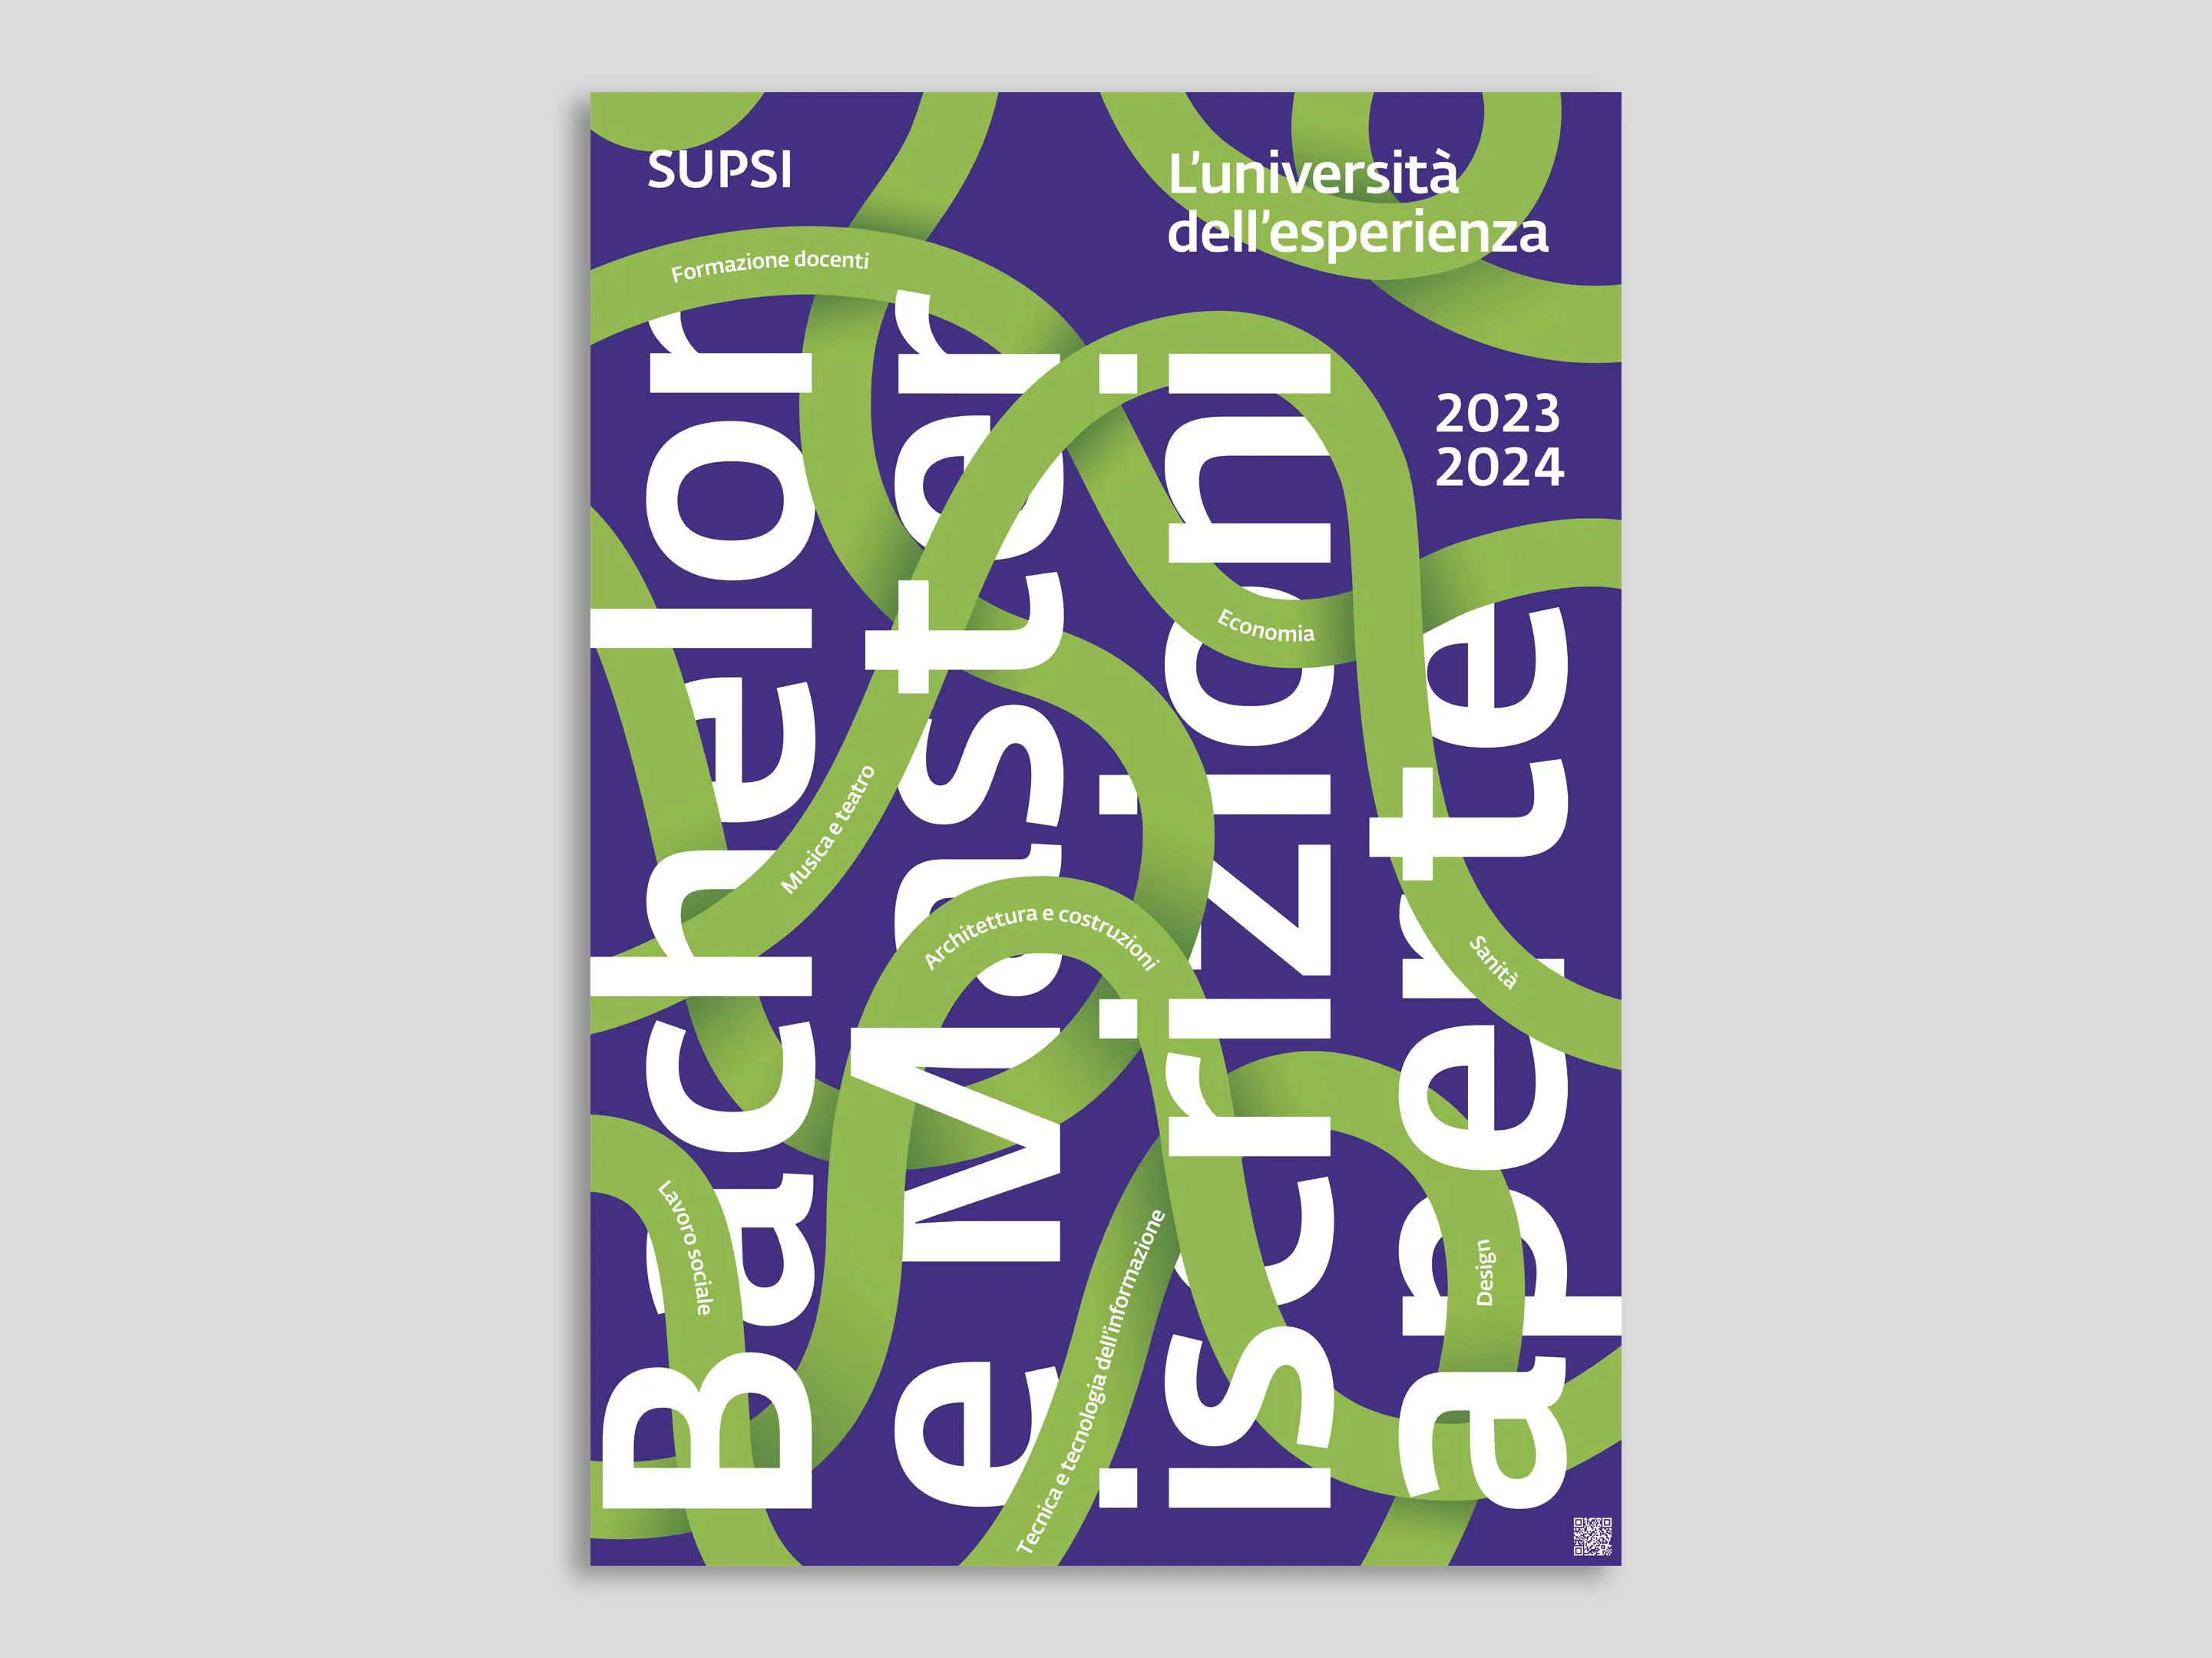 SUPSI
L'università
dell'esperienza
2023
2024
Bachelor
e Master
iscrizioni
aperte
Formazione docenti
Economia
Musica e teatro
Architettura e costruzioni
Sanità
Lavoro sociale
Tecnica e tecnologia dell'informazione
Design